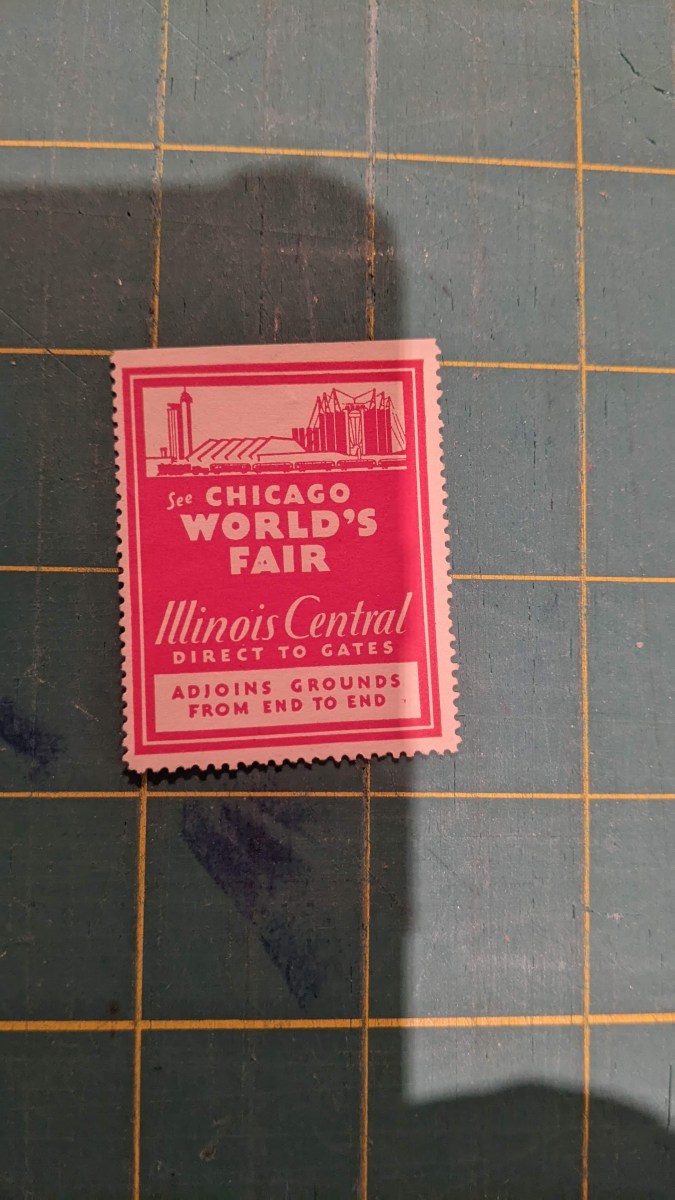 See CHICAGO
WORLD'S
FAIR
Illinois Central
DIRECT TO GATES
ADJOINS GROUNDS
FROM END TO END